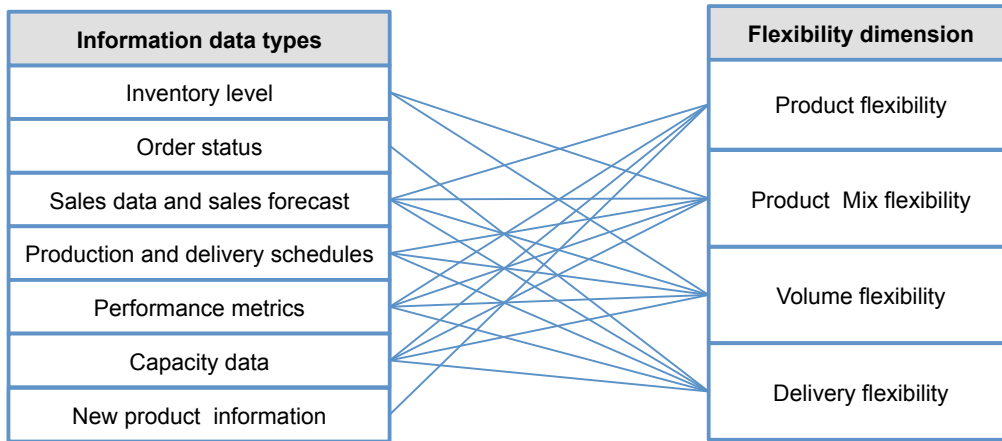 Information data types
Inventory level
Order status
Sales data and sales forecast
Production and delivery schedules
Performance metrics
Capacity data
New product information
Flexibility dimension
Product flexibility
Product Mix flexibility
Volume flexibility
Delivery flexibility